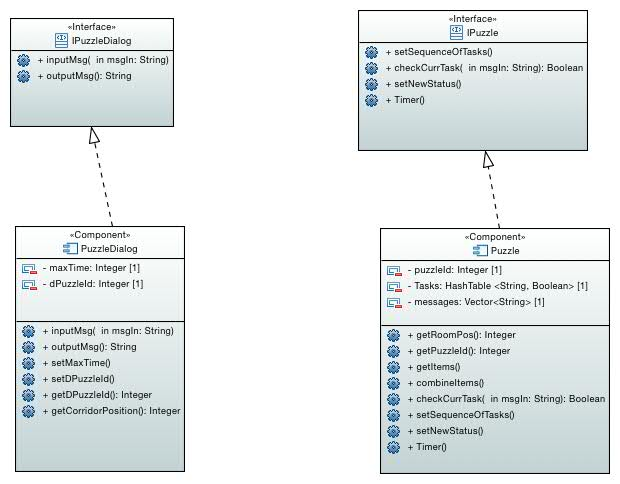 «Interface»
IPuzzleDialog
+ inputMsg( in msgIn: String)
+ outputMsg(): String
«Interface»
IPuzzle
+ setSequenceOfTasks()
+ checkCurrTask( in msgIn: String): Boolean
+ setNewStatus()
+ Timer()
«Component»
PuzzleDialog
- maxTime: Integer [1]
- dPuzzleId: Integer [1]
+ inputMsg( in msgIn: String)
+ outputMsg(): String
+ setMaxTime()
+ setDPuzzleId()
+ getDPuzzleId(): Integer
+ getCorridorPosition(): Integer
«Component»
Puzzle
- puzzleId: Integer [1]
- Tasks: HashTable <String, Boolean> [1]
- messages: Vector<String> [1]
+ getRoomPos(): Integer
+ getPuzzleId(): Integer
+ getItems()
+ combineItems()
+ checkCurrTask( in msgIn: String): Boolean
+ setSequenceOfTasks()
+ setNewStatus()
+ Timer()